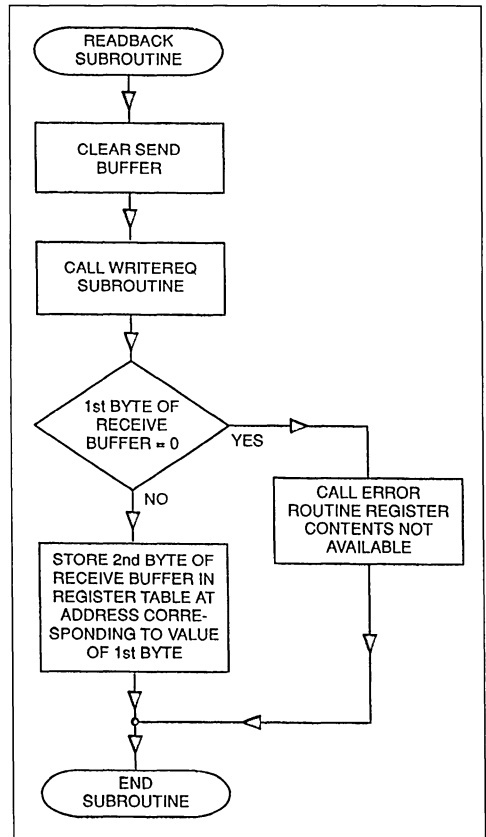 READBACK
SUBROUTINE
CLEAR SEND
BUFFER
CALL WRITEREQ
SUBROUTINE
1st BYTE OF
RECEIVE
BUFFER = 0
YES
NO
CALL ERROR
ROUTINE REGISTER
CONTENTS NOT
AVAILABLE
STORE 2nd BYTE OF
RECEIVE BUFFER IN
REGISTER TABLE AT
ADDRESS CORRE-
SPONDING TO VALUE
OF 1st BYTE
END
SUBROUTINE